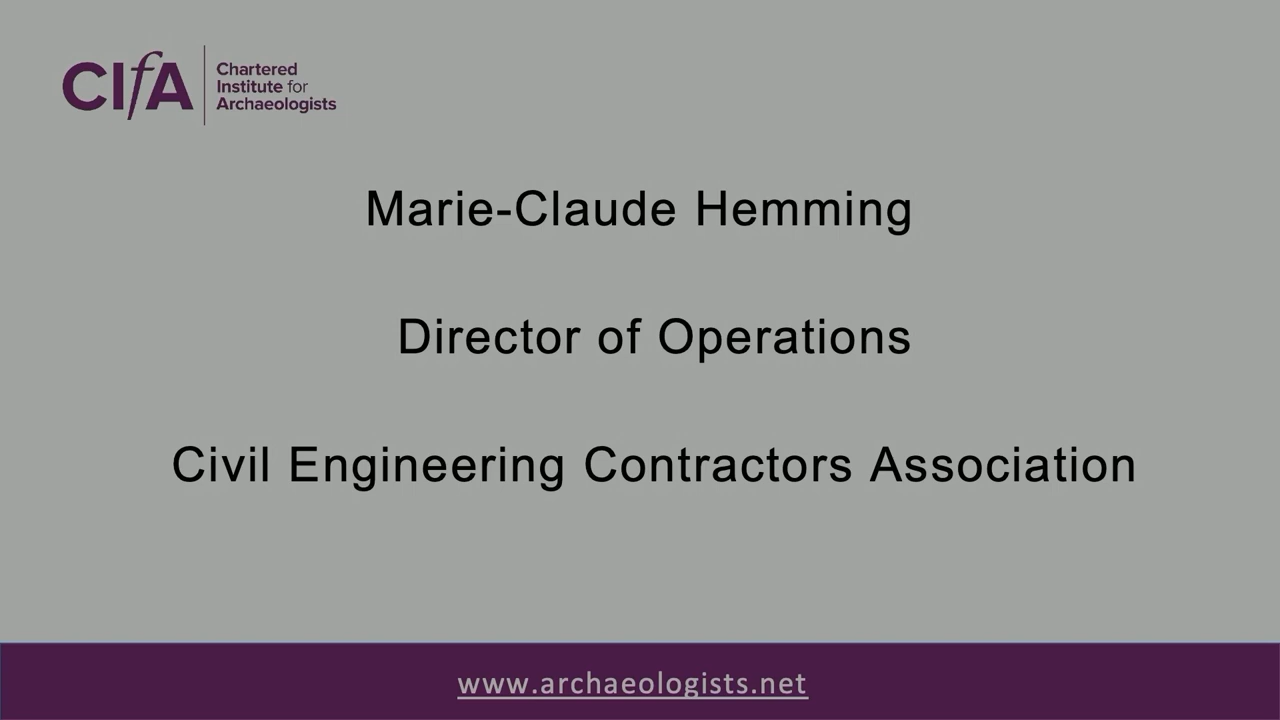 CIfA
Chartered
Institute for
Archaeologists
Marie-Claude Hemming
Director of Operations
Civil Engineering Contractors Association
www.archaeologists.net